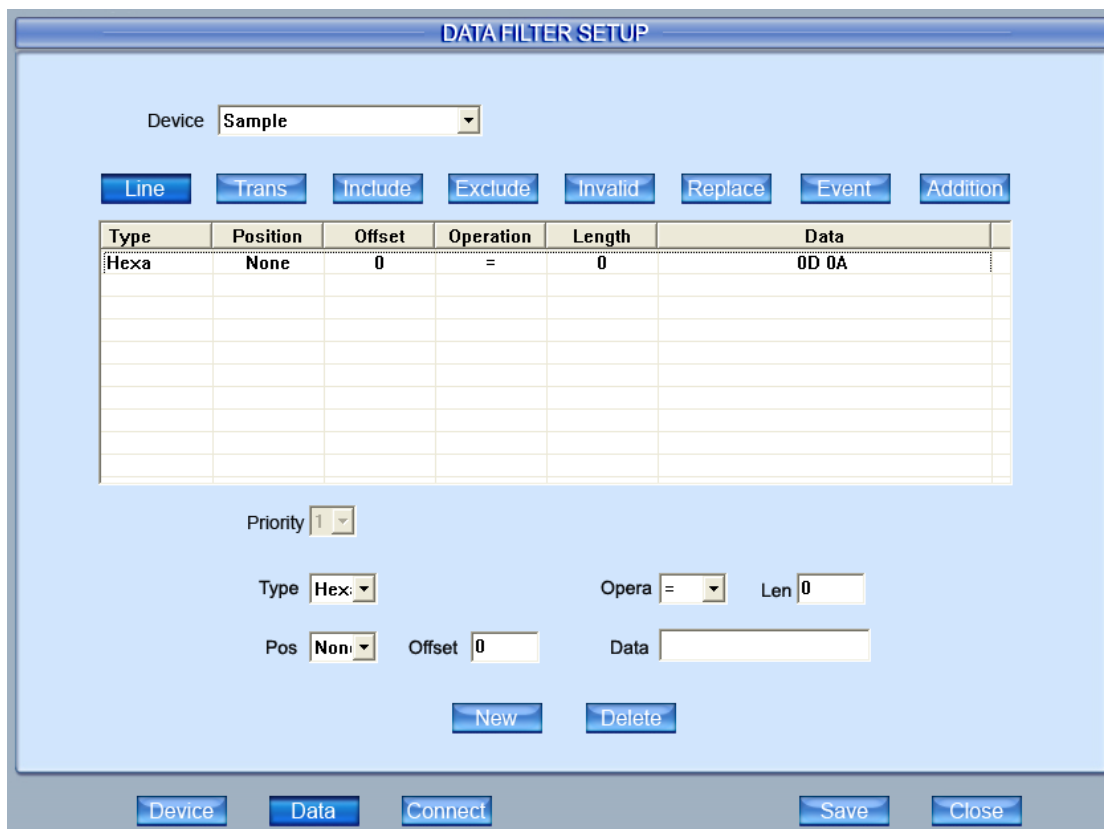 DATA FILTER SETUP
Device Sample
Line Trans Include Exclude Invalid Replace Event Addition
Type Position Offset Operation Length Data
Hexa None 0 = 0 0D 0A
Priority 1
Type Hexa Opera = Len 0
Pos Non Offset 0 Data
New Delete
Device Data Connect Save Close